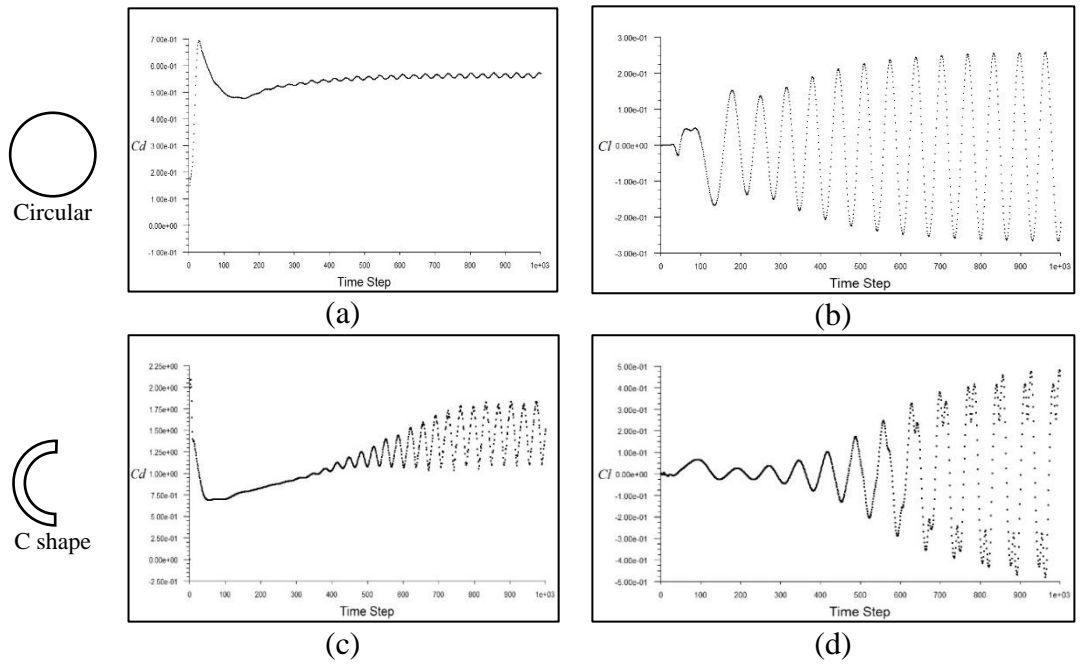 7.00e-01
6.00e-01
5.00e-01
4.00e-01
Cd
3.00e-01
2.00e-01
1.00e-01
0.00e+00
-1.00e-01
0 100 200 300 400 500 600 700 800 900 1e+03
Time Step
(a)
3.00e-01
2.00e-01
1.00e-01
Cl 0.00e+00
-1.00e-01
-2.00e-01
-3.00e-01
0 100 200 300 400 500 600 700 800 900 1e+03
Time Step
(b)
Circular
2.25e+00
2.00e+00
1.75e+00
1.50e+00
1.25e+00
Cd 1.00e+00
7.50e-01
5.00e-01
2.50e-01
0.00e+00
-2.50e-01
0 100 200 300 400 500 600 700 800 900 1e+03
Time Step
(c)
5.00e-01
4.00e-01
3.00e-01
2.00e-01
1.00e-01
Cl 0.00e+00
-1.00e-01
-2.00e-01
-3.00e-01
-4.00e-01
-5.00e-01
0 100 200 300 400 500 600 700 800 900 1e+03
Time Step
(d)
C shape